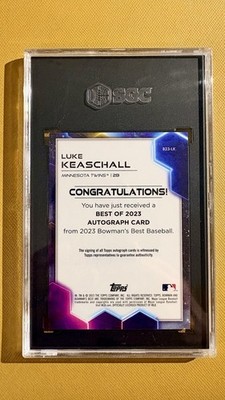 SGC
B23-LK
LUKE
KEASCHALL
MINNESOTA TWINS® | 2B
CONGRATULATIONS!
You have just received a
BEST OF 2023
AUTOGRAPH CARD
from 2023 Bowman's Best Baseball.
The signing of all Topps autograph cards is witnessed by
Topps representatives to guarantee authenticity.
Topps